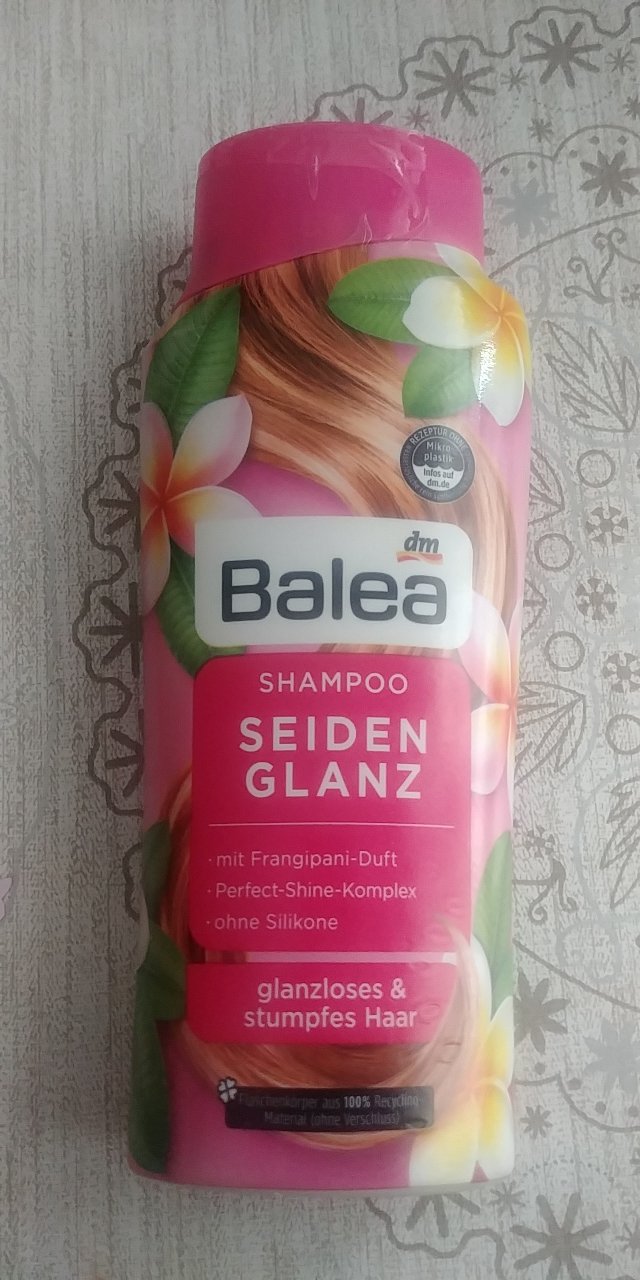 REZEPTUR OHNE
Mikro
plastik
Infos auf
dm.de
dm
Balea
SHAMPOO
SEIDEN
GLANZ
· mit Frangipani-Duft
· Perfect-Shine-Komplex
· ohne Silikone
glanzloses &
stumpfes Haar
Flaschenkörper aus 100% Recycling-
Material (ohne Verschluss)